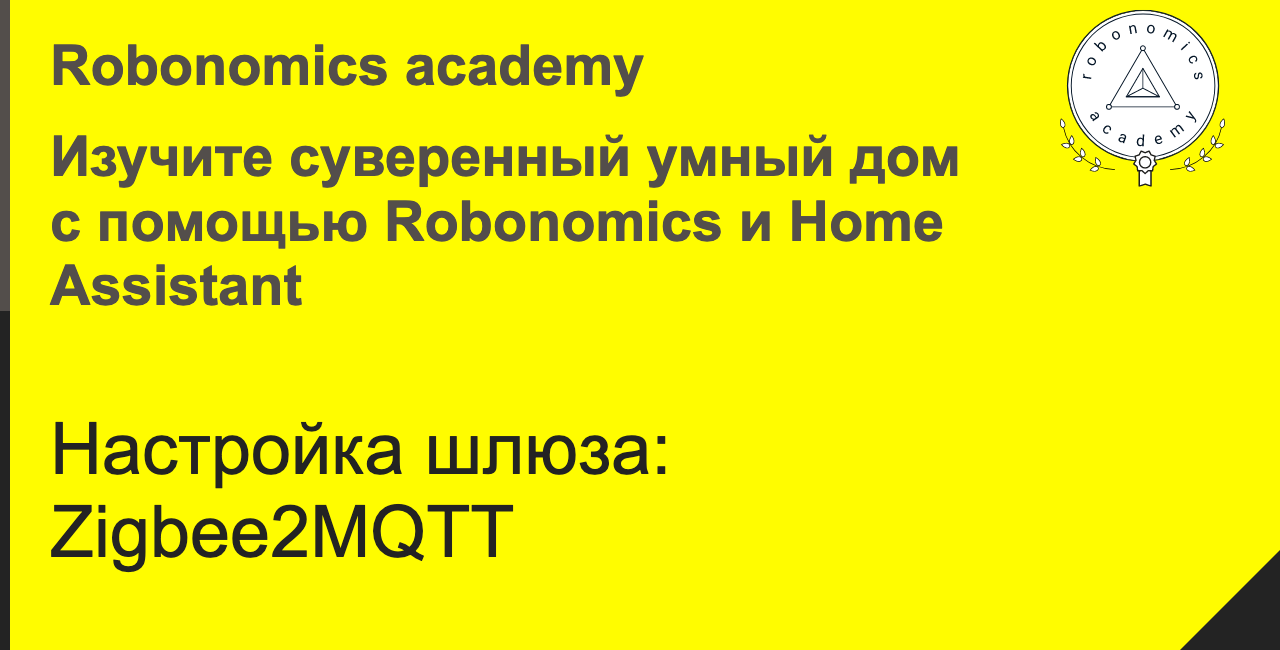 Robonomics academy
Изучите суверенный умный дом
с помощью Robonomics и Home
Assistant
Настройка шлюза:
Zigbee2MQTT
robonomics
academy